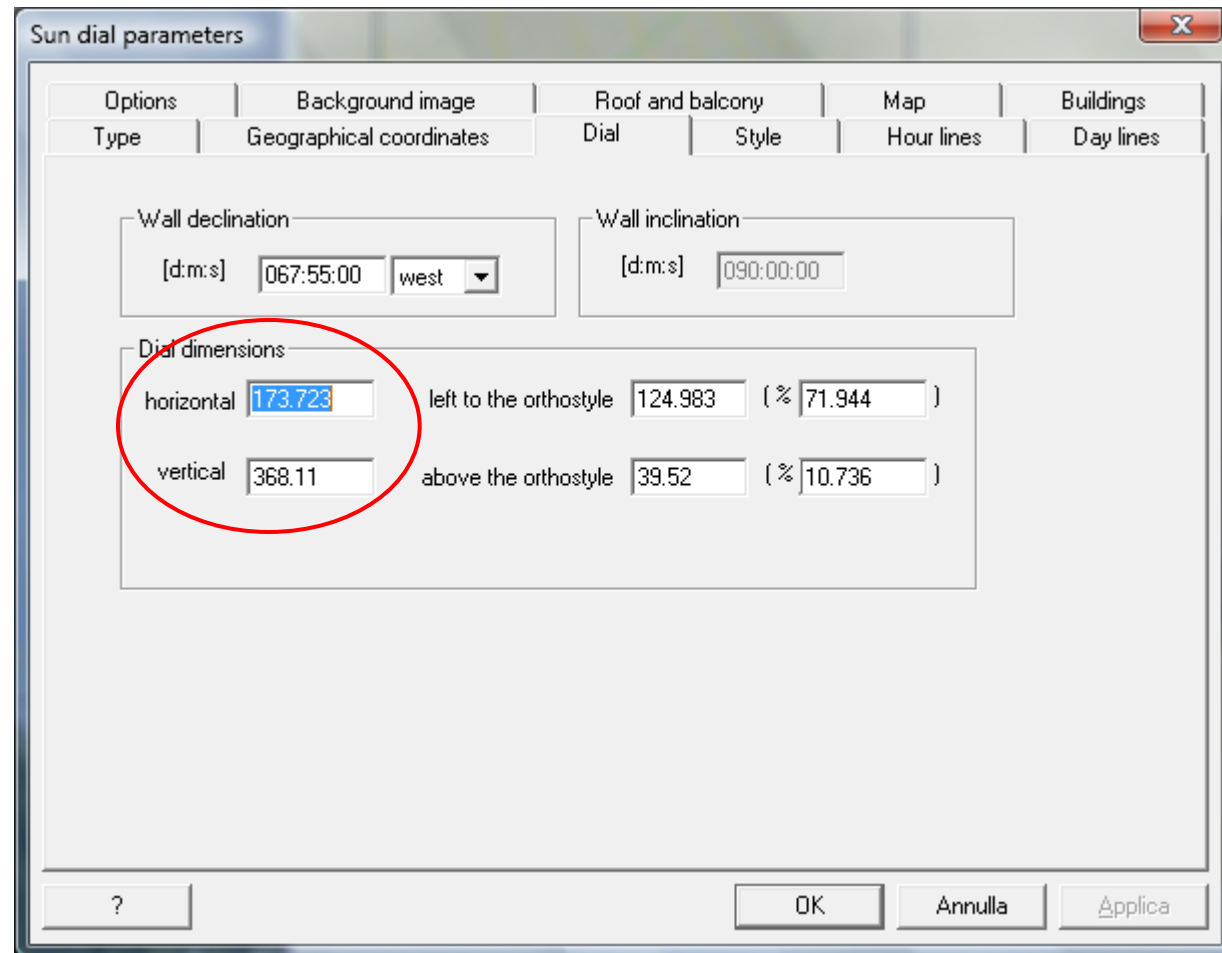 Sun dial parameters
Options Background image Roof and balcony Map Buildings
Type Geographical coordinates Dial Style Hour lines Day lines
Wall declination Wall inclination
[d:m:s] 067:55:00 west [d:m:s] 090:00:00
Dial dimensions
horizontal 173.723 left to the orthostyle 124.983 ( % 71.944 )
vertical 368.11 above the orthostyle 39.52 ( % 10.736 )
? OK Annulla Applica